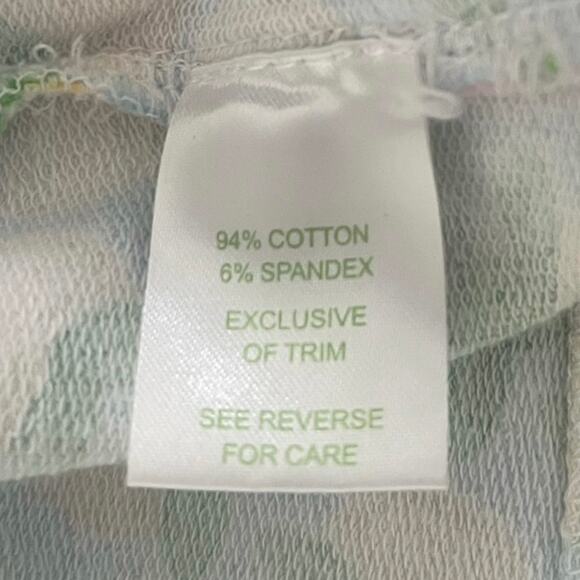 94% COTTON
6% SPANDEX
EXCLUSIVE
OF TRIM
SEE REVERSE
FOR CARE